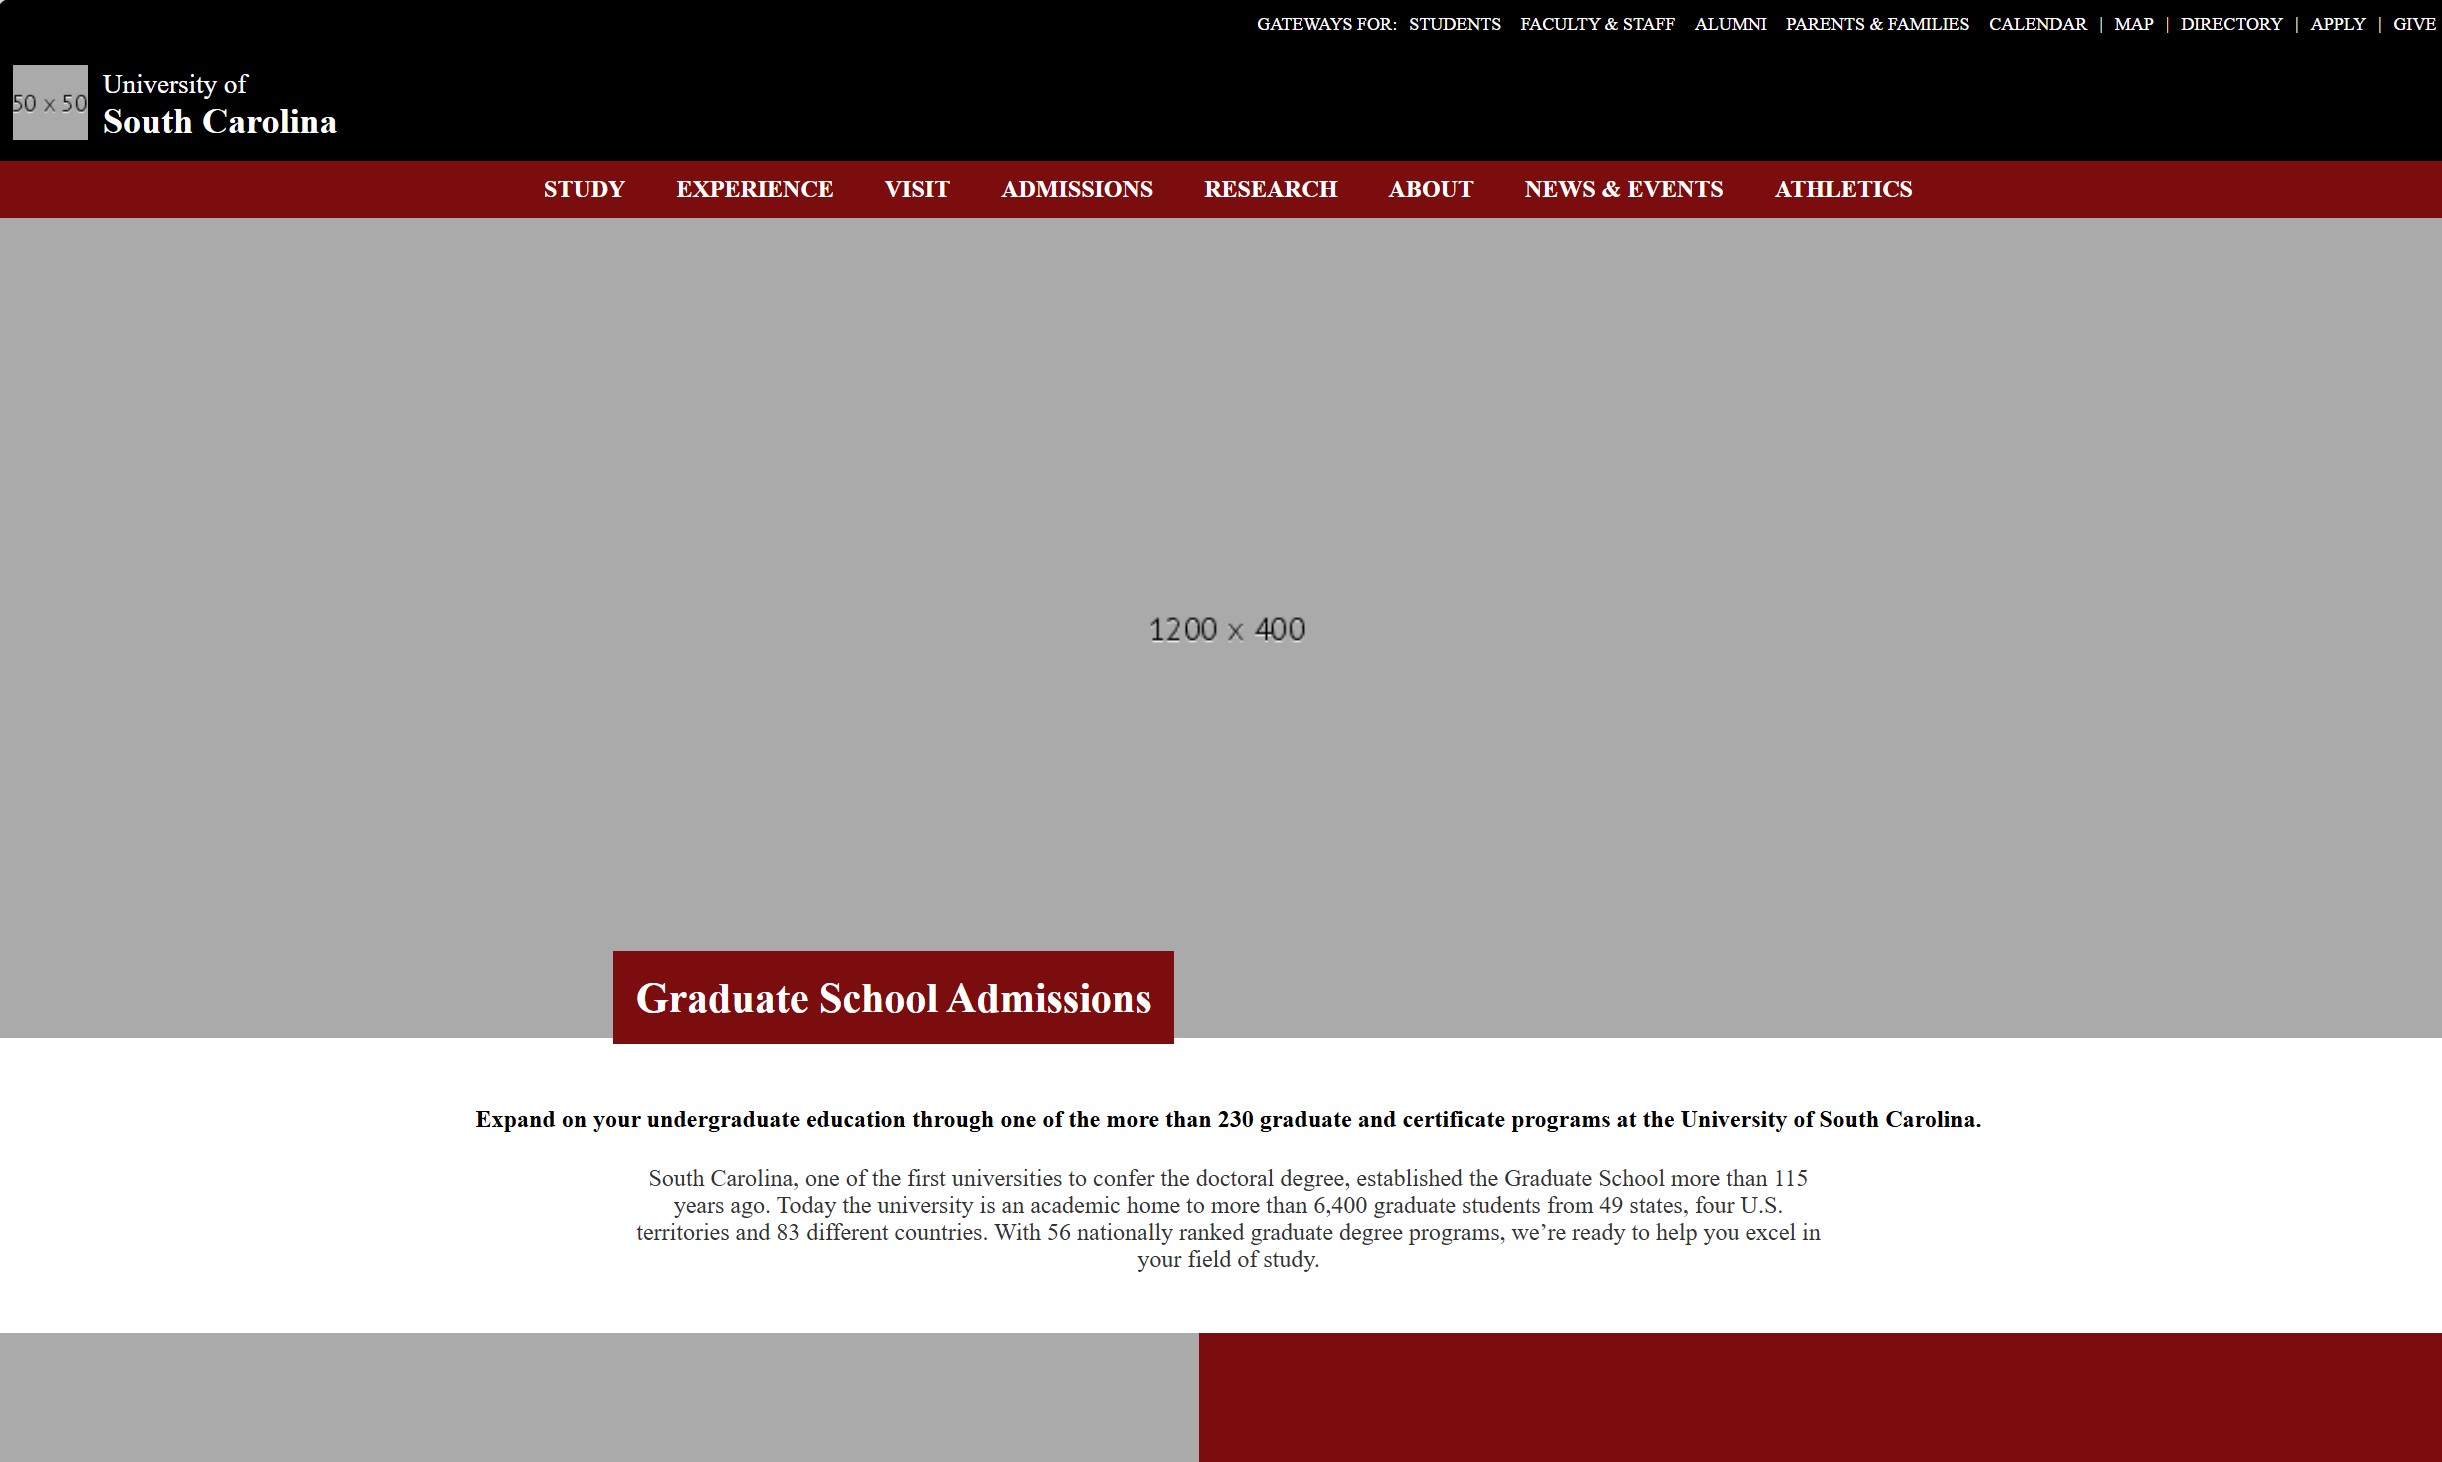 GATEWAYS FOR: STUDENTS FACULTY & STAFF ALUMNI PARENTS & FAMILIES CALENDAR | MAP | DIRECTORY | APPLY | GIVE
50 x 50
University of
South Carolina
STUDY EXPERIENCE VISIT ADMISSIONS RESEARCH ABOUT NEWS & EVENTS ATHLETICS
1200 x 400
Graduate School Admissions
Expand on your undergraduate education through one of the more than 230 graduate and certificate programs at the University of South Carolina.
South Carolina, one of the first universities to confer the doctoral degree, established the Graduate School more than 115
years ago. Today the university is an academic home to more than 6,400 graduate students from 49 states, four U.S.
territories and 83 different countries. With 56 nationally ranked graduate degree programs, we’re ready to help you excel in
your field of study.